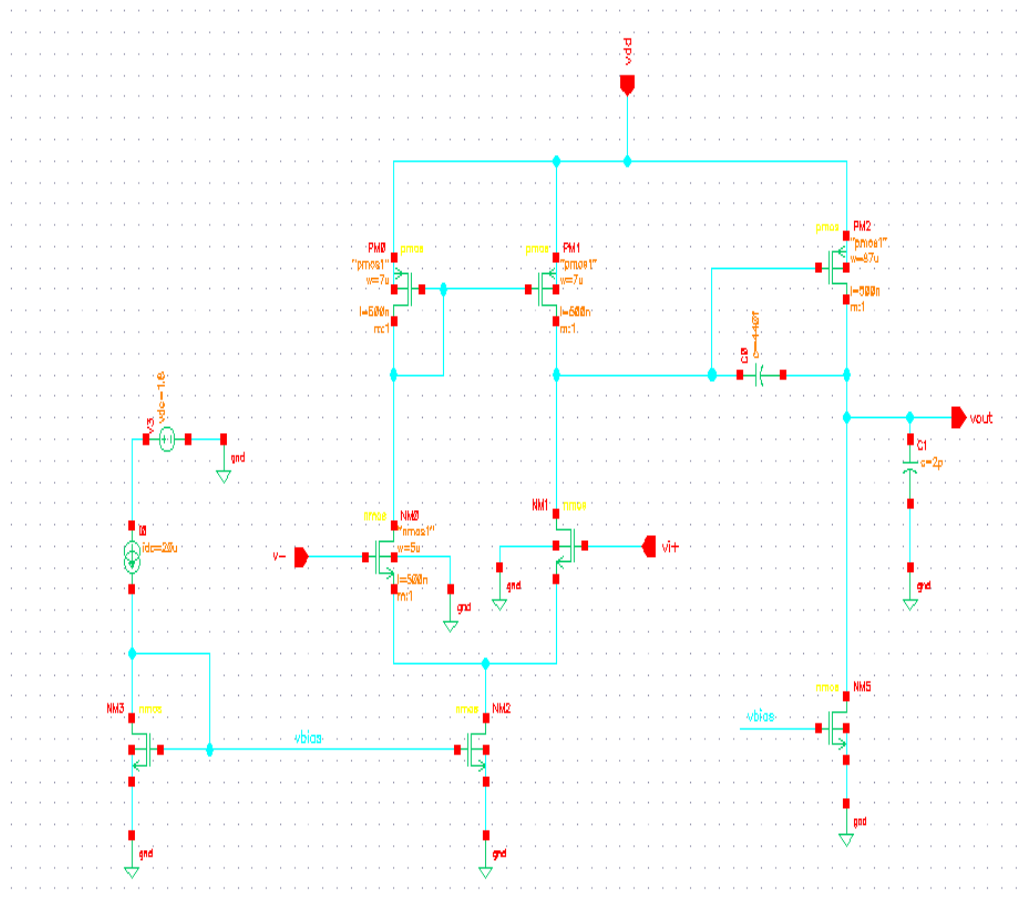 vdd
PM0 pmos
"pmos1"
w=7u
l=500n
m:1
pmos PM1
"pmos1"
w=7u
l=500n
m:1
pmos PM2
"pmos1"
w=87u
l=500n
m:1
C0
c=440f
vout
C1
c=2p
gnd
V3
vdc=1.8
gnd
idc=20u
v-
nmos NM0
"nmos1"
w=5u
l=500n
m:1
gnd
NM1 nmos
vi+
gnd
NM3 nmos
gnd
vbias
nmos NM2
gnd
nmos NM5
vbias
gnd